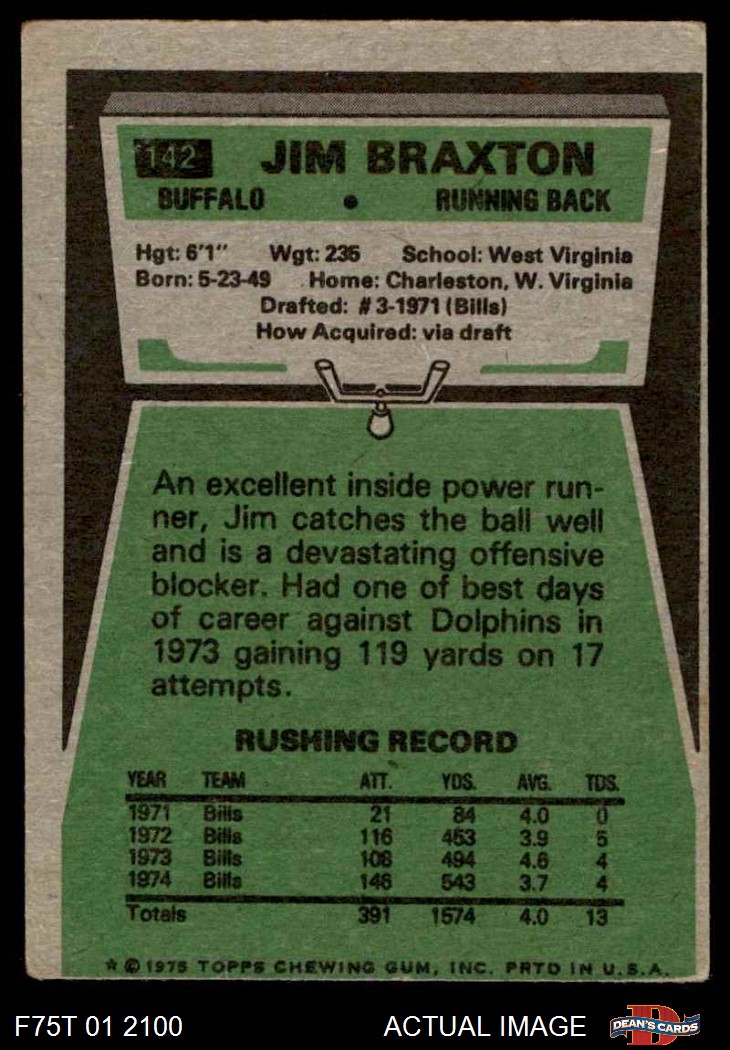 142 JIM BRAXTON
BUFFALO • RUNNING BACK
Hgt: 6'1" Wgt: 235 School: West Virginia
Born: 5-23-49 Home: Charleston, W. Virginia
Drafted: #3-1971 (Bills)
How Acquired: via draft
An excellent inside power run-
ner, Jim catches the ball well
and is a devastating offensive
blocker. Had one of best days
of career against Dolphins in
1973 gaining 119 yards on 17
attempts.
RUSHING RECORD
YEAR TEAM ATT. YDS. AVG. TDS.
1971 Bills 21 84 4.0 0
1972 Bills 116 453 3.9 5
1973 Bills 108 494 4.6 4
1974 Bills 146 543 3.7 4
Totals 391 1574 4.0 13
☆ © 1975 TOPPS CHEWING GUM, INC. PRTD IN U.S.A.
F75T 01 2100 ACTUAL IMAGE DEAN'S CARDS